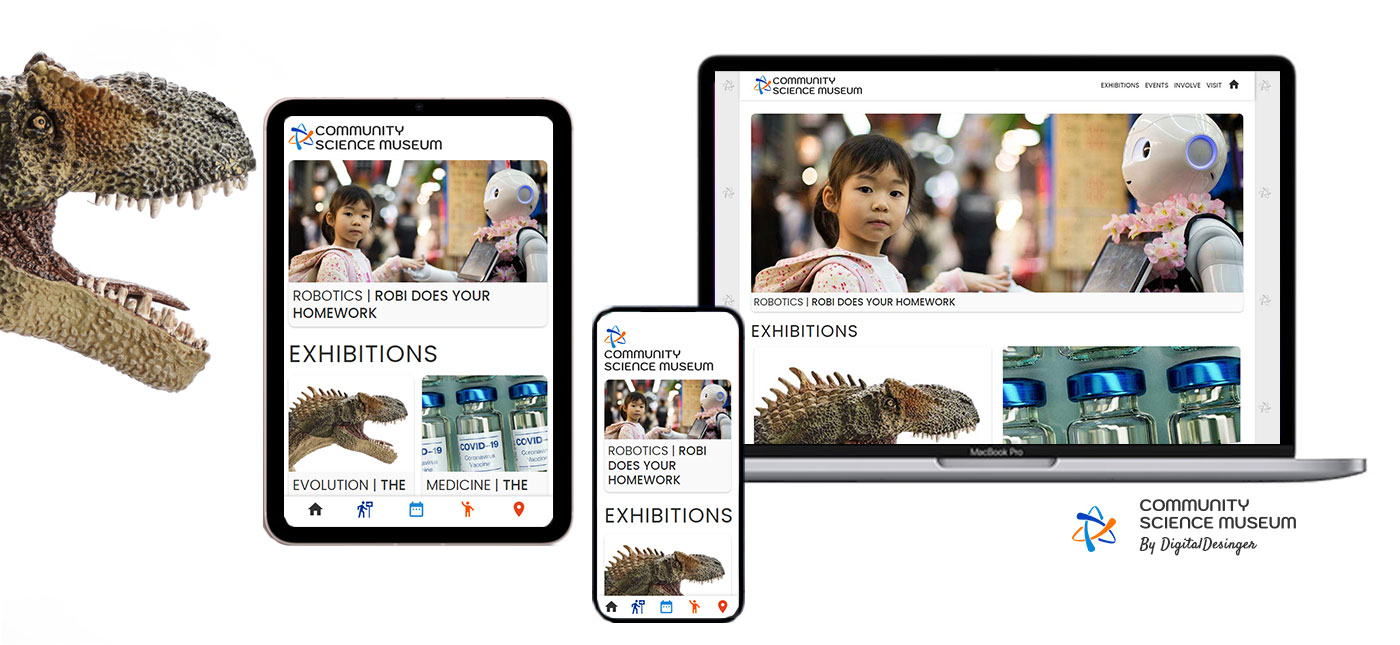 COMMUNITY
SCIENCE MUSEUM
ROBOTICS | ROBI DOES YOUR
HOMEWORK
EXHIBITIONS
COVID-19
Coronavirus
Vaccine
COVID-19
Coronavirus
Vaccine
EVOLUTION | THE
MEDICINE | THE
COMMUNITY
SCIENCE MUSEUM
ROBOTICS | ROBI
DOES YOUR
HOMEWORK
EXHIBITIONS
COMMUNITY
SCIENCE MUSEUM
EXHIBITIONS EVENTS INVOLVE VISIT
ROBOTICS | ROBI DOES YOUR HOMEWORK
EXHIBITIONS
MacBook Pro
COMMUNITY
SCIENCE MUSEUM
By DigitalDesinger